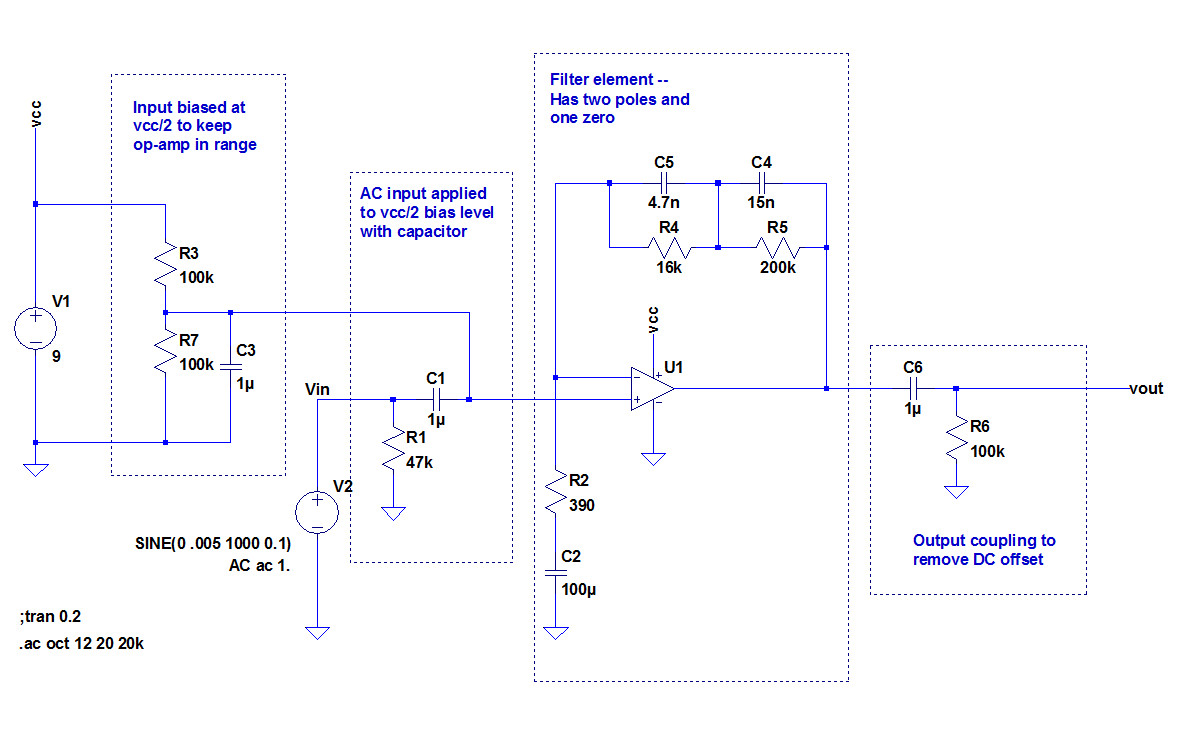 vcc
Input biased at
vcc/2 to keep
op-amp in range
R3
100k
V1
9
R7
100k
C3
1µ
AC input applied
to vcc/2 bias level
with capacitor
Vin
C1
1µ
R1
47k
V2
SINE(0 .005 1000 0.1)
AC ac 1.
;tran 0.2
.ac oct 12 20 20k
Filter element --
Has two poles and
one zero
C5
4.7n
C4
15n
R4
16k
R5
200k
vcc
U1
R2
390
C2
100µ
C6
1µ
vout
R6
100k
Output coupling to
remove DC offset